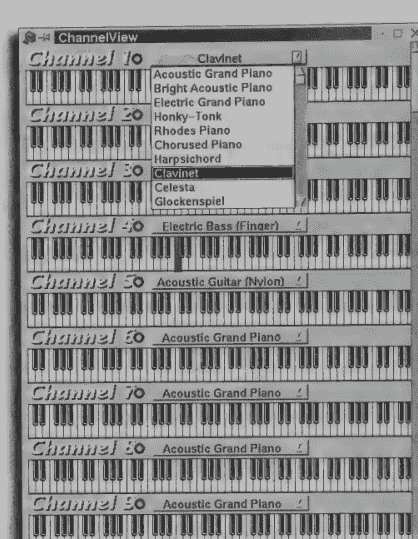 ChannelView
Channel 1 Clavinet
Acoustic Grand Piano
Bright Acoustic Piano
Electric Grand Piano
Honky-Tonk
Rhodes Piano
Chorused Piano
Harpsichord
Clavinet
Celesta
Glockenspiel
Channel 2
Channel 3
Channel 4 Electric Bass (Finger)
Channel 5 Acoustic Guitar (Nylon)
Channel 6 Acoustic Grand Piano
Channel 7 Acoustic Grand Piano
Channel 8 Acoustic Grand Piano
Channel 9 Acoustic Grand Piano